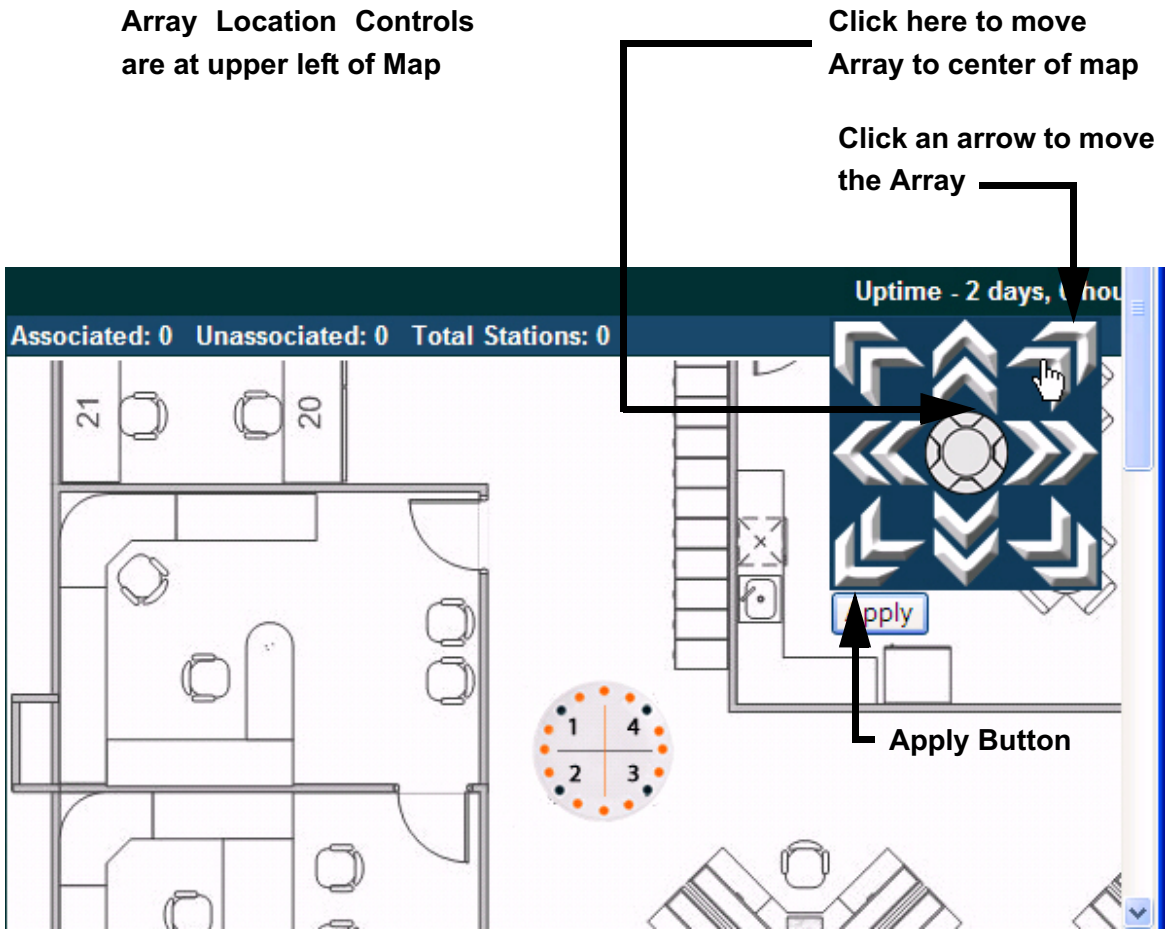 Array Location Controls
are at upper left of Map
Click here to move
Array to center of map
Click an arrow to move
the Array
Uptime - 2 days,
Associated: 0 Unassociated: 0 Total Stations: 0
21
20
Apply
1 4
2 3
Apply Button